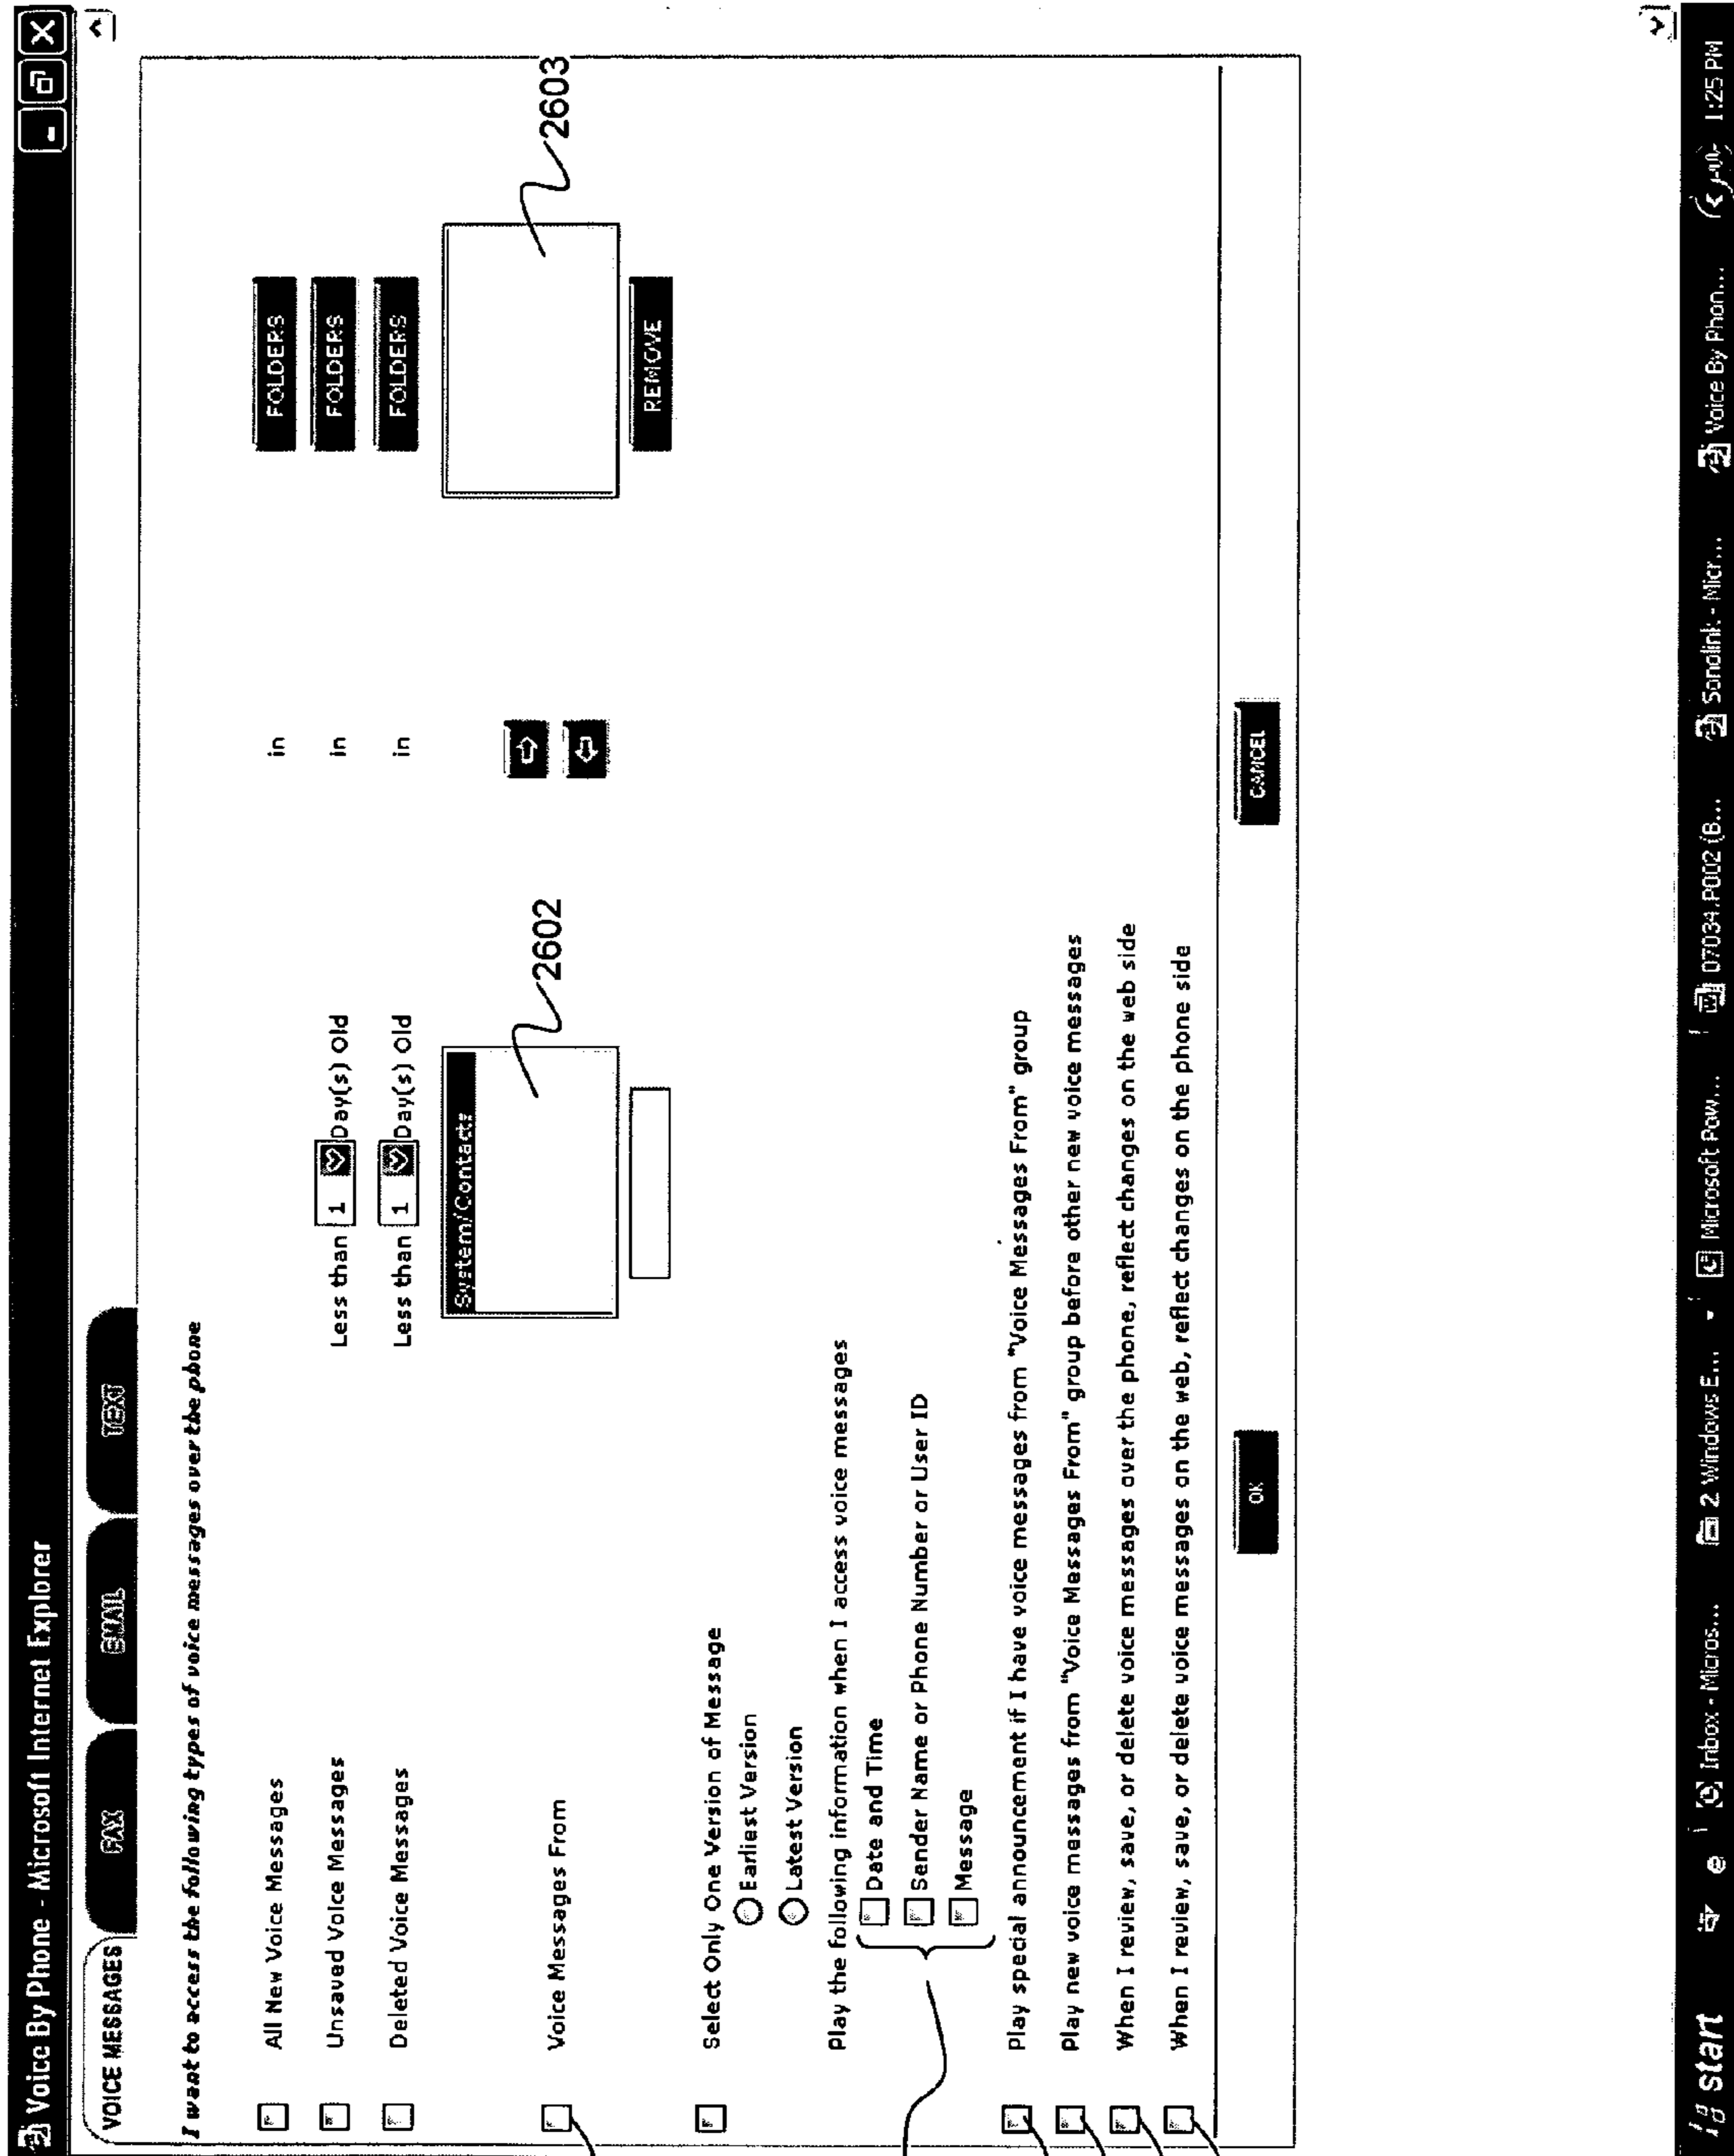 Voice By Phone - Microsoft Internet Explorer
VOICE MESSAGES FAX EMAIL TEXT
I want to access the following types of voice messages over the phone
All New Voice Messages in FOLDERS
Unsaved Voice Messages Less than 1 Day(s) Old in FOLDERS
Deleted Voice Messages Less than 1 Day(s) Old in FOLDERS
System/Contacts
2602
2603
Voice Messages From
REMOVE
Select Only One Version of Message
Earliest Version
Latest Version
Play the following information when I access voice messages
Date and Time
Sender Name or Phone Number or User ID
Message
Play special announcement if I have voice messages from "Voice Messages From" group
Play new voice messages from "Voice Messages From" group before other new voice messages
When I review, save, or delete voice messages over the phone, reflect changes on the web side
When I review, save, or delete voice messages on the web, reflect changes on the phone side
OK CANCEL
start Inbox - Micros... 2 Windows E... Microsoft Pow... 07034.P002 (B... Sonolink - Micr... Voice By Phon... 1:25 PM